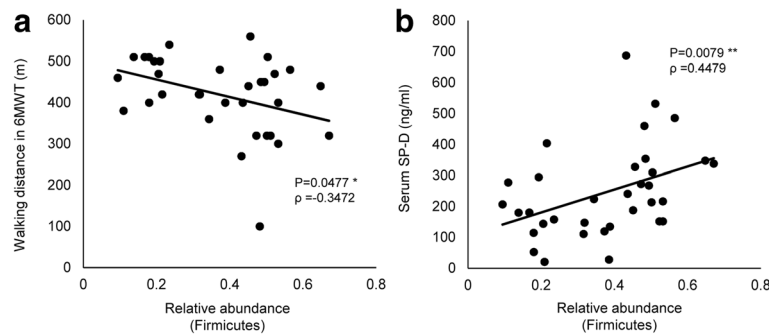 a
Walking distance in 6MWT (m)
600
500
400
300
200
100
0
P=0.0477 *
ρ =-0.3472
0 0.2 0.4 0.6 0.8
Relative abundance
(Firmicutes)
b
Serum SP-D (ng/ml)
800
700
600
500
400
300
200
100
0
P=0.0079 **
ρ =0.4479
0 0.2 0.4 0.6 0.8
Relative abundance
(Firmicutes)